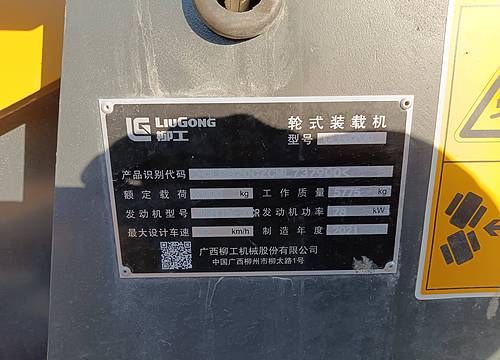 LIUGONG
柳工
轮式装载机
型号
产品识别代码
额定载荷 kg 工作质量 5775 kg
发动机型号 发动机功率 78 kW
最大设计车速 km/h 制造年度 2021
广西柳工机械股份有限公司
中国广西柳州市柳太路1号